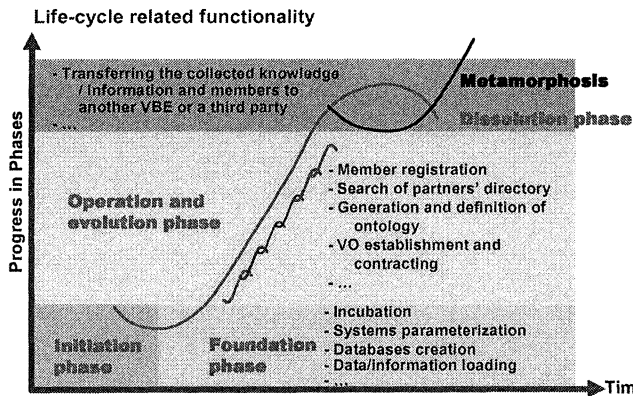 Life-cycle related functionality
- Transferring the collected knowledge
/ Information and members to
another VBE or a third party
- ...
Metamorphosis
Dissolution phase
Operation and
evolution phase
- Member registration
- Search of partners' directory
- Generation and definition of
ontology
- VO establishment and
contracting
- ...
Initiation
phase
Foundation
phase
- Incubation
- Systems parameterization
- Databases creation
- Data/information loading
- ...
Progress in Phases
Tim